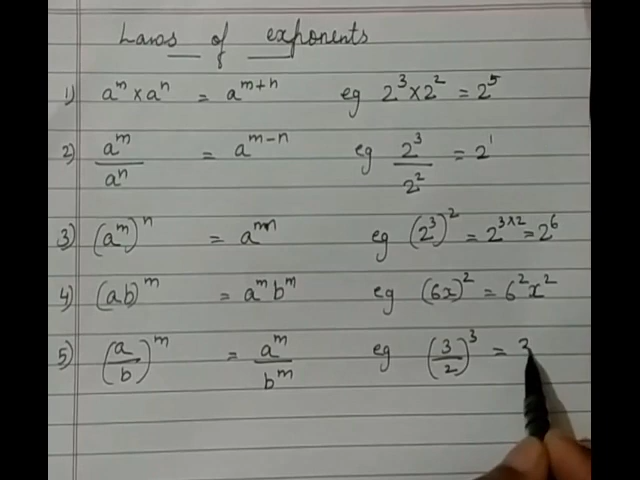 Laws of exponents
1) a^m × a^n = a^{m+n} eg 2^3 × 2^2 = 2^5
2) a^m/a^n = a^{m-n} eg 2^3/2^2 = 2^1
3) (a^m)^n = a^{mn} eg (2^3)^2 = 2^{3×2} = 2^6
4) (ab)^m = a^m b^m eg (6x)^2 = 6^2 x^2
5) (a/b)^m = a^m/b^m eg (3/2)^3 = 3